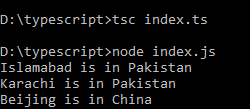 D:\typescript>tsc index.ts
D:\typescript>node index.js
Islamabad is in Pakistan
Karachi is in Pakistan
Beijing is in China